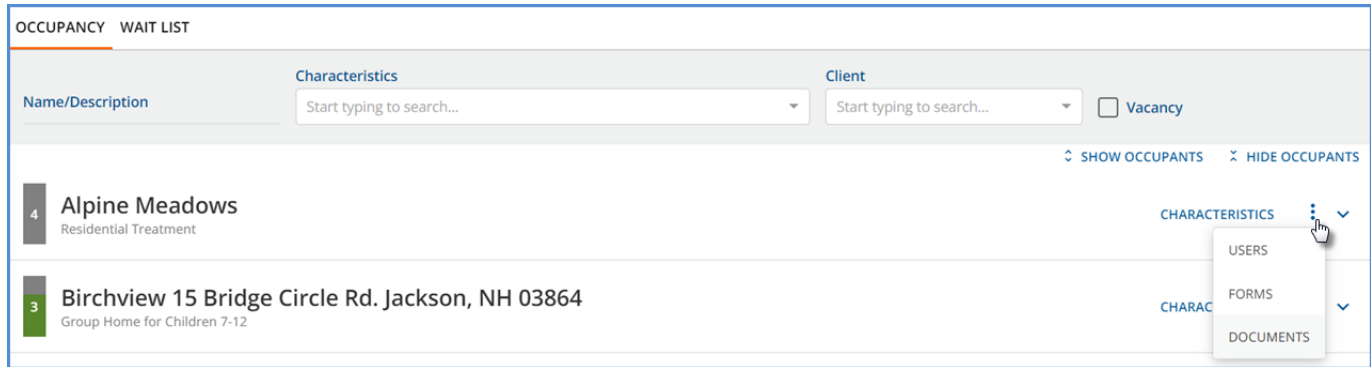 OCCUPANCY WAIT LIST
Name/Description
Characteristics
Start typing to search...
Client
Start typing to search...
Vacancy
SHOW OCCUPANTS HIDE OCCUPANTS
4
Alpine Meadows
Residential Treatment
CHARACTERISTICS
USERS
FORMS
DOCUMENTS
3
Birchview 15 Bridge Circle Rd. Jackson, NH 03864
Group Home for Children 7-12
CHARAC